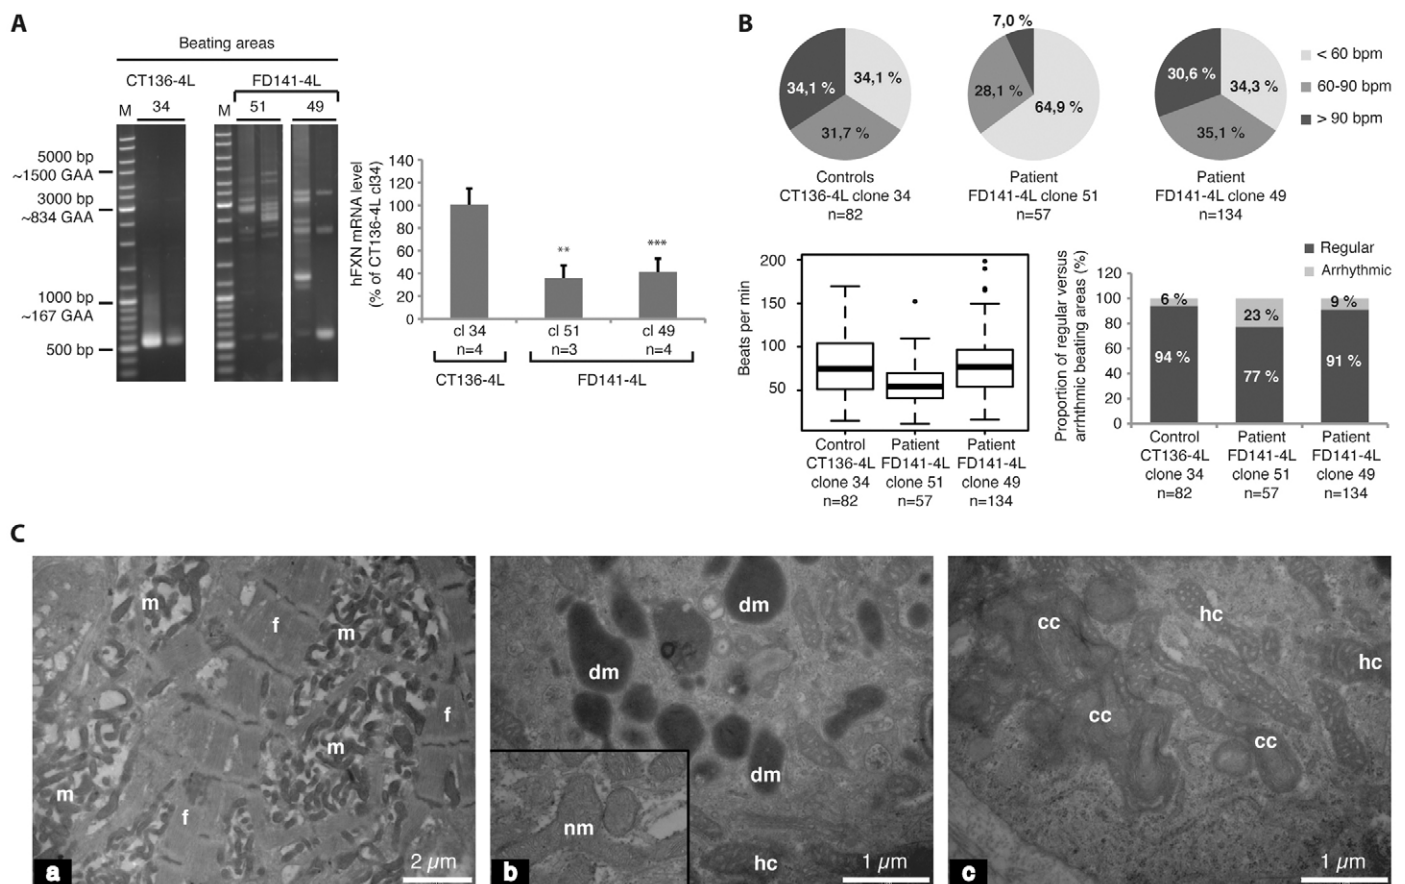 A
Beating areas
CT136-4L
FD141-4L
M
34
M
51
49
5000 bp
~1500 GAA
3000 bp
~834 GAA
1000 bp
~167 GAA
500 bp
hFXN mRNA level
(% of CT136-4L cl34)
140
120
100
80
60
40
20
0
**
***
cl 34
cl 51
cl 49
n=4
n=3
n=4
CT136-4L
FD141-4L
B
34,1 %
34,1 %
31,7 %
Controls
CT136-4L clone 34
n=82
7,0 %
28,1 %
64,9 %
Patient
FD141-4L clone 51
n=57
30,6 %
34,3 %
35,1 %
Patient
FD141-4L clone 49
n=134
< 60 bpm
60-90 bpm
> 90 bpm
Beats per min
200
150
100
50
Control
CT136-4L
clone 34
n=82
Patient
FD141-4L
clone 51
n=57
Patient
FD141-4L
clone 49
n=134
Regular
Arrhythmic
Proportion of regular versus
arrhthmic beating areas (%)
120
100
80
60
40
20
0
6 %
94 %
23 %
77 %
9 %
91 %
Control
CT136-4L
clone 34
n=82
Patient
FD141-4L
clone 51
n=57
Patient
FD141-4L
clone 49
n=134
C
m
f
m
f
m
m
f
a
2 µm
dm
dm
dm
nm
hc
b
1 µm
cc
hc
hc
cc
cc
c
1 µm